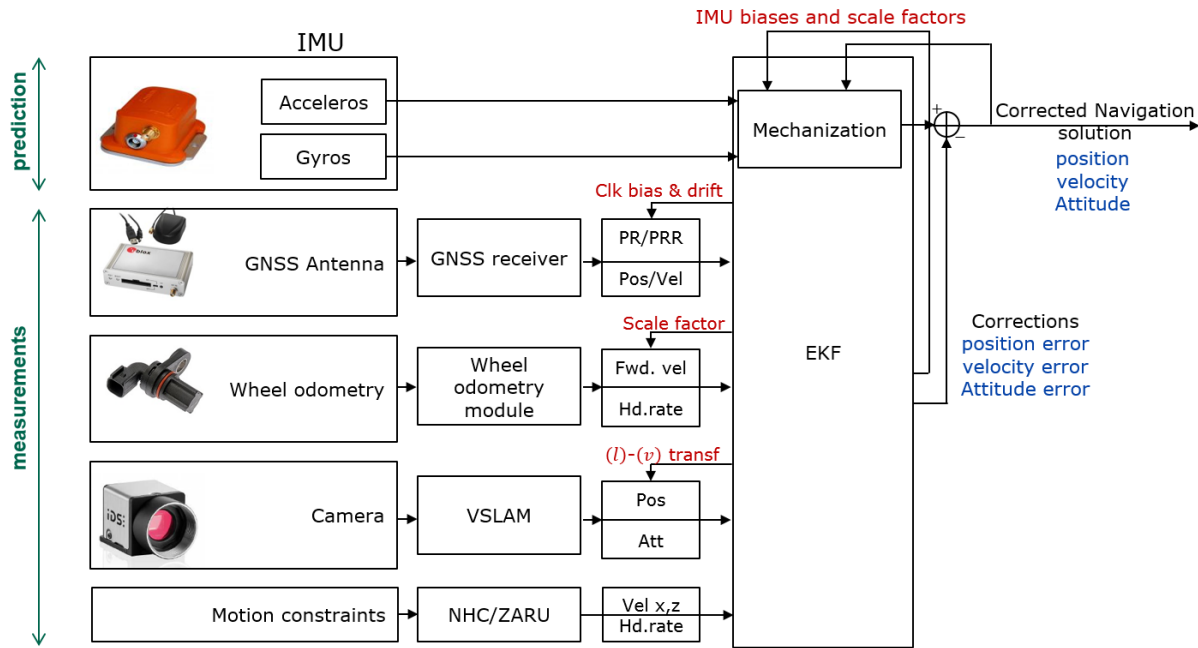 IMU biases and scale factors
IMU
prediction
Acceleros
Gyros
Mechanization
+
−
Corrected Navigation
solution
position
velocity
Attitude
Clk bias & drift
measurements
GNSS Antenna
GNSS receiver
PR/PRR
Pos/Vel
Scale factor
Wheel odometry
Wheel
odometry
module
Fwd. vel
Hd.rate
EKF
Corrections
position error
velocity error
Attitude error
(l)-(v) transf
iDS
Camera
VSLAM
Pos
Att
Motion constraints
NHC/ZARU
Vel x,z
Hd.rate